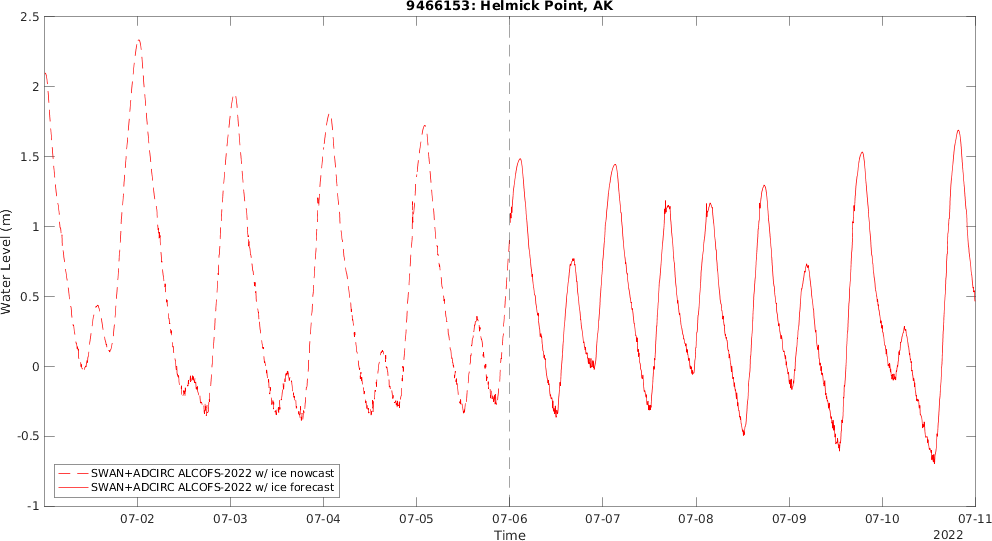 9466153: Helmick Point, AK
2.5
2
1.5
1
0.5
0
-0.5
-1
Water Level (m)
SWAN+ADCIRC ALCOFS-2022 w/ ice nowcast
SWAN+ADCIRC ALCOFS-2022 w/ ice forecast
07-02 07-03 07-04 07-05 07-06 07-07 07-08 07-09 07-10 07-11
Time
2022